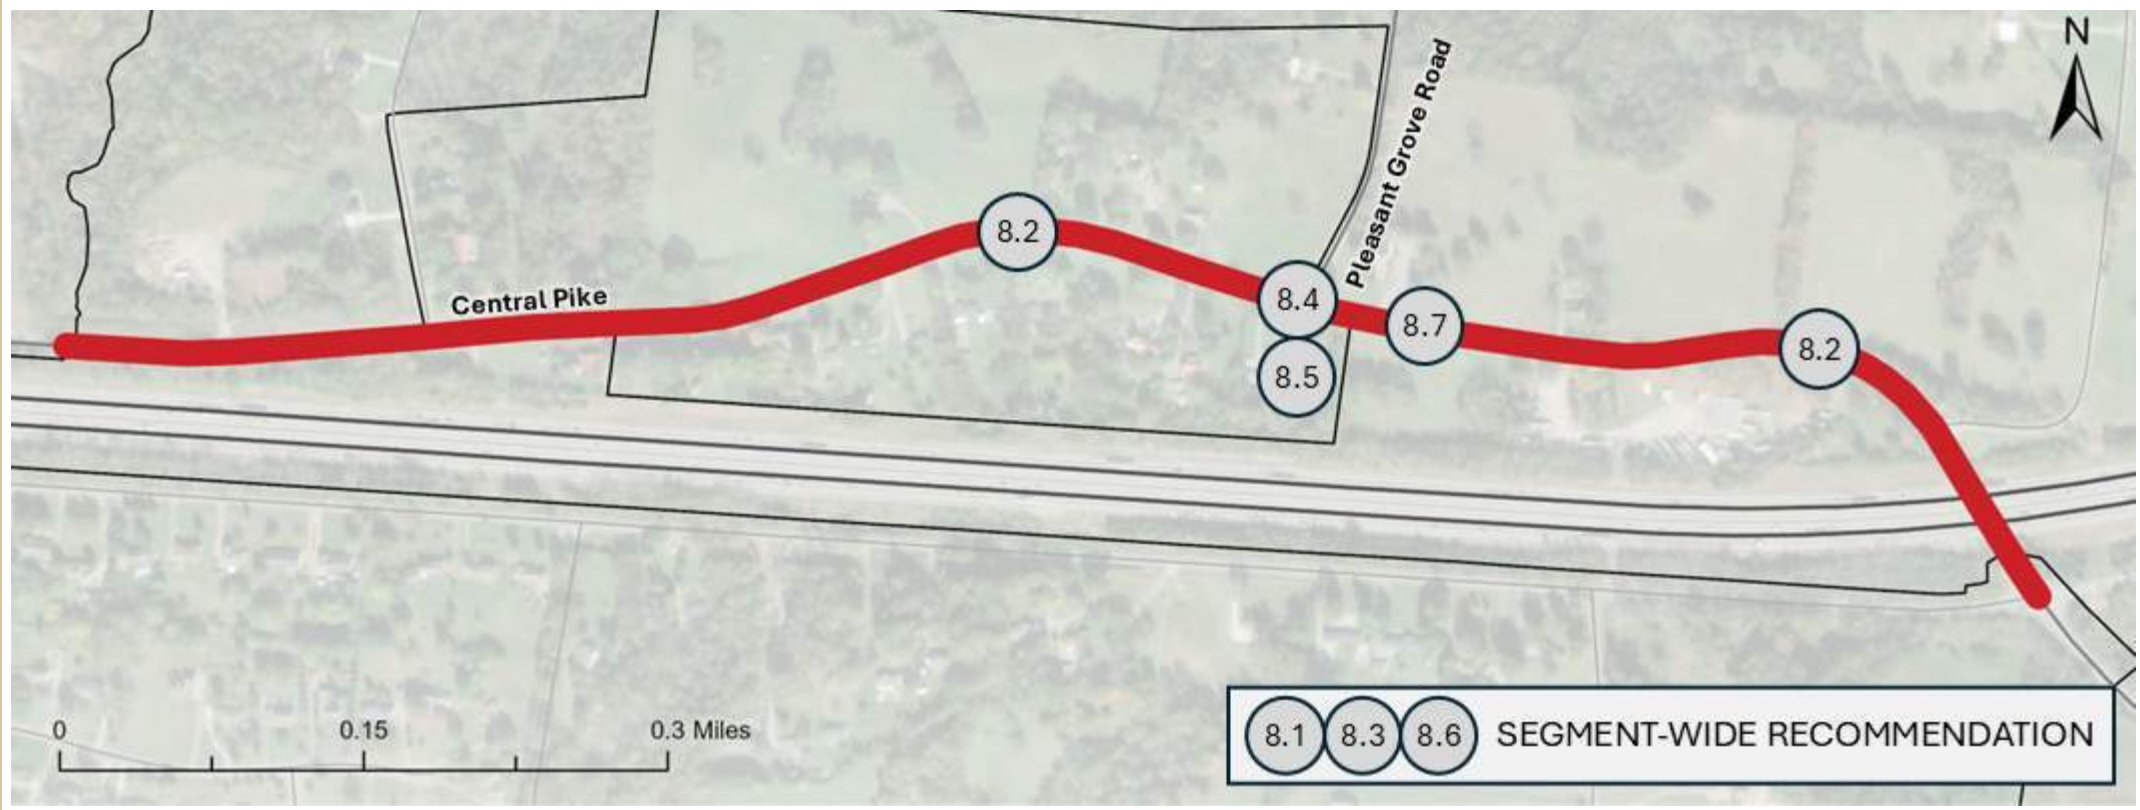 N
Pleasant Grove Road
8.2
Central Pike
8.4
8.7
8.2
8.5
8.1 8.3 8.6 SEGMENT-WIDE RECOMMENDATION
0 0.15 0.3 Miles